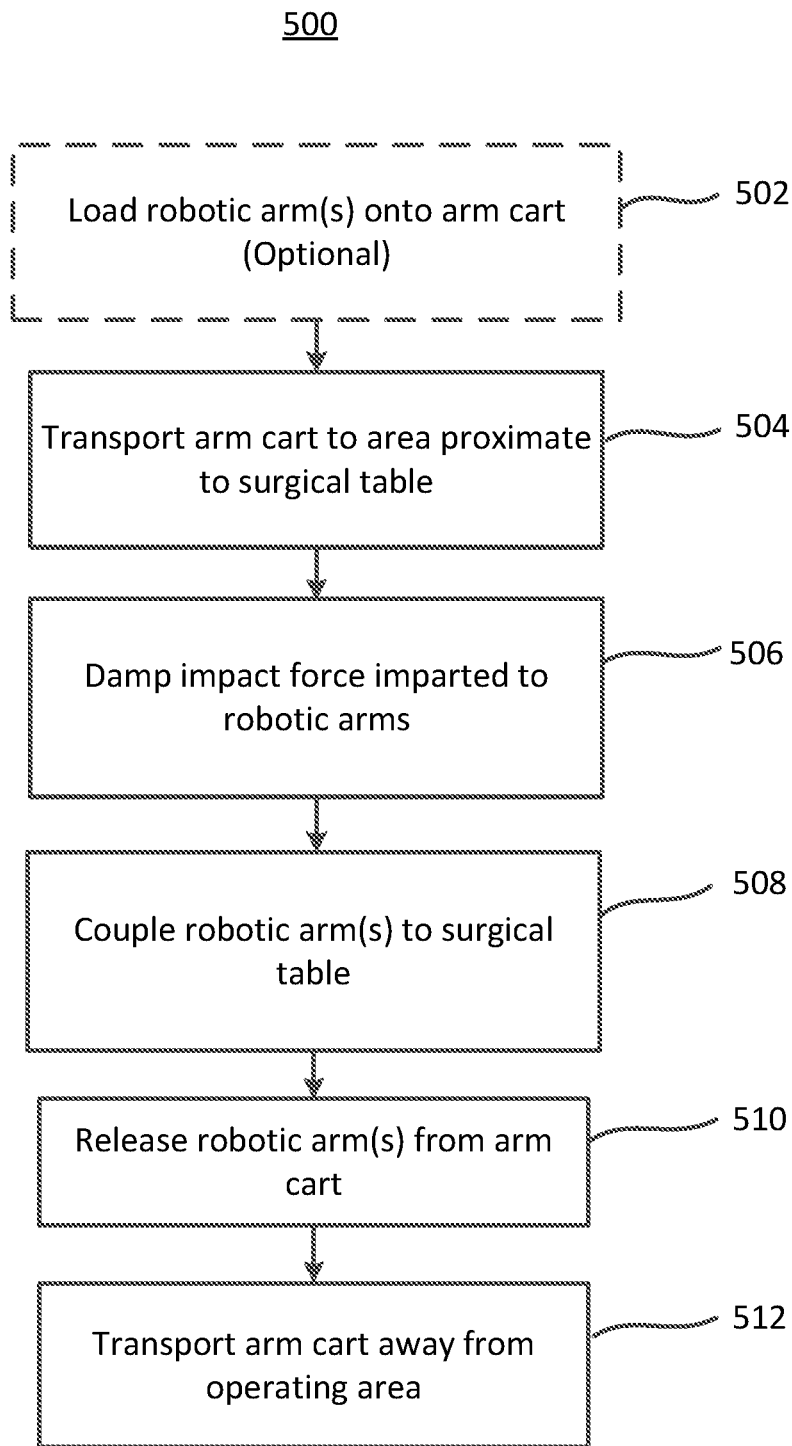 500
Load robotic arm(s) onto arm cart
(Optional)
502
Transport arm cart to area proximate
to surgical table
504
Damp impact force imparted to
robotic arms
506
Couple robotic arm(s) to surgical
table
508
Release robotic arm(s) from arm
cart
510
Transport arm cart away from
operating area
512